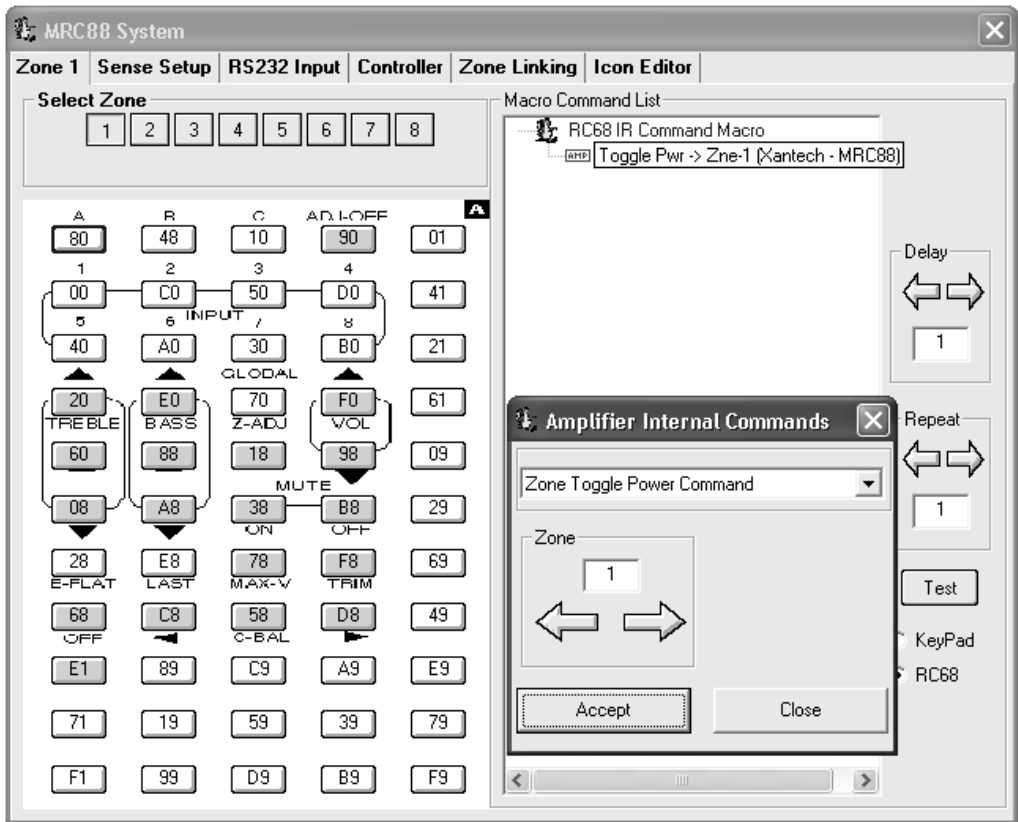 MRC88 System
Zone 1 Sense Setup RS232 Input Controller Zone Linking Icon Editor
Select Zone
1 2 3 4 5 6 7 8
Macro Command List
RC68 IR Command Macro
AMP Toggle Pwr -> Zne-1 (Xantech - MRC88)
A
A B C ADJ-OFF
80 48 10 90 01
1 2 3 4
00 C0 50 D0 41
5 6 INPUT 7 8
40 A0 30 B0 21
GLOBAL
20 E0 70 F0 61
TREBLE BASS Z-ADJ VOL
60 88 18 98 09
MUTE
08 A8 38 B8 29
ON OFF
28 E8 78 F8 69
E-FLAT LAST MAX-V TRIM
68 C8 58 D8 49
OFF C-BAL
E1 89 C9 A9 E9
71 19 59 39 79
F1 99 D9 B9 F9
Delay
1
Repeat
1
Test
KeyPad
RC68
Amplifier Internal Commands
Zone Toggle Power Command
Zone
1
Accept Close